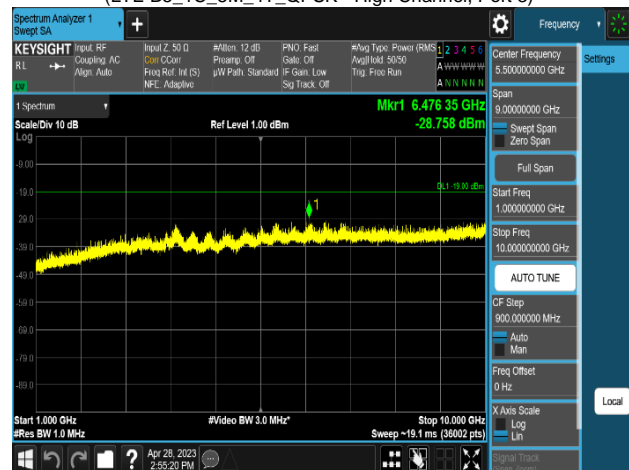 Spectrum Analyzer 1
Swept SA
Frequency
KEYSIGHT
RL
Input: RF
Coupling: AC
Align: Auto
Input Z: 50 Ω
Corr CCorr
Freq Ref: Int (S)
NFE: Adaptive
#Atten: 12 dB
Preamp: Off
µW Path: Standard
PNO: Fast
Gate: Off
IF Gain: Low
Sig Track: Off
#Avg Type: Power (RMS
Avg|Hold: 50/50
Trig: Free Run
1 2 3 4 5 6
A W W W W W
A N N N N N
1 Spectrum
Scale/Div 10 dB
Log
Ref Level 1.00 dBm
Mkr1 6.476 35 GHz
-28.758 dBm
-9.00
-19.0
DL1 -19.00 dBm
1
-29.0
-39.0
-49.0
-59.0
-69.0
-79.0
-89.0
Start 1.000 GHz
#Res BW 1.0 MHz
#Video BW 3.0 MHz*
Stop 10.000 GHz
Sweep ~19.1 ms (36002 pts)
Center Frequency
5.500000000 GHz
Span
9.00000000 GHz
Swept Span
Zero Span
Full Span
Start Freq
1.000000000 GHz
Stop Freq
10.000000000 GHz
AUTO TUNE
CF Step
900.000000 MHz
Auto
Man
Freq Offset
0 Hz
X Axis Scale
Log
Lin
Signal Track
Settings
Local
Apr 28, 2023
2:55:20 PM